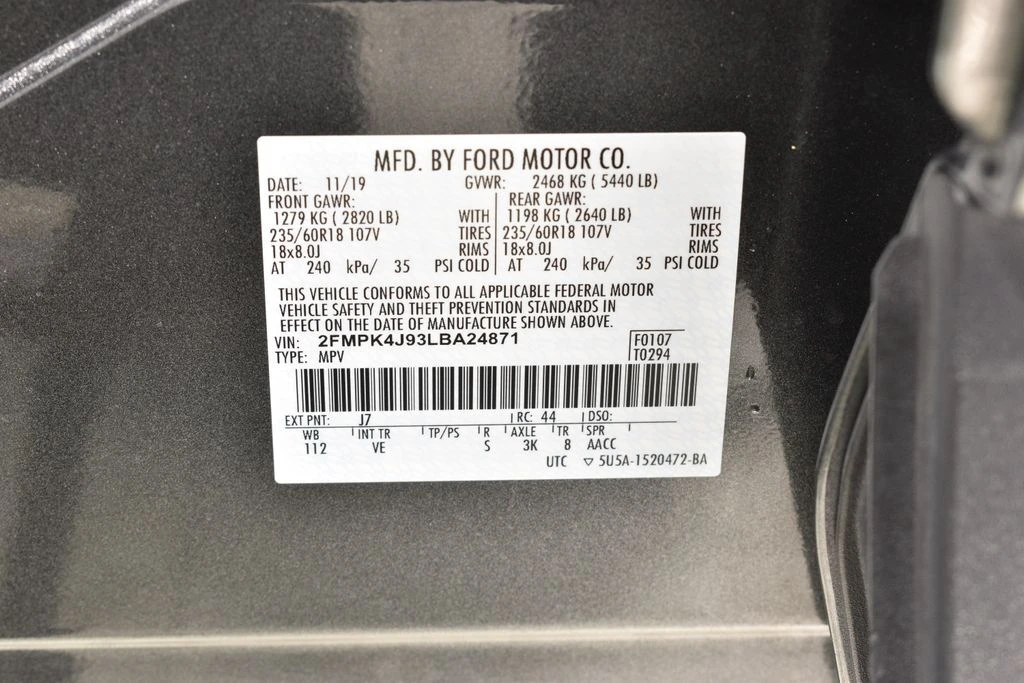 MFD. BY FORD MOTOR CO.
DATE: 11/19 GVWR: 2468 KG ( 5440 LB)
FRONT GAWR: REAR GAWR:
1279 KG ( 2820 LB) WITH 1198 KG ( 2640 LB) WITH
235/60R18 107V TIRES 235/60R18 107V TIRES
18x8.0J RIMS 18x8.0J RIMS
AT 240 kPa/ 35 PSI COLD AT 240 kPa/ 35 PSI COLD
THIS VEHICLE CONFORMS TO ALL APPLICABLE FEDERAL MOTOR
VEHICLE SAFETY AND THEFT PREVENTION STANDARDS IN
EFFECT ON THE DATE OF MANUFACTURE SHOWN ABOVE.
VIN: 2FMPK4J93LBA24871 F0107
TYPE: MPV T0294
EXT PNT: J7 RC: 44 DSO:
WB INT TR TP/PS R AXLE TR SPR
112 VE S 3K 8 AACC
UTC ▽ 5U5A-1520472-BA